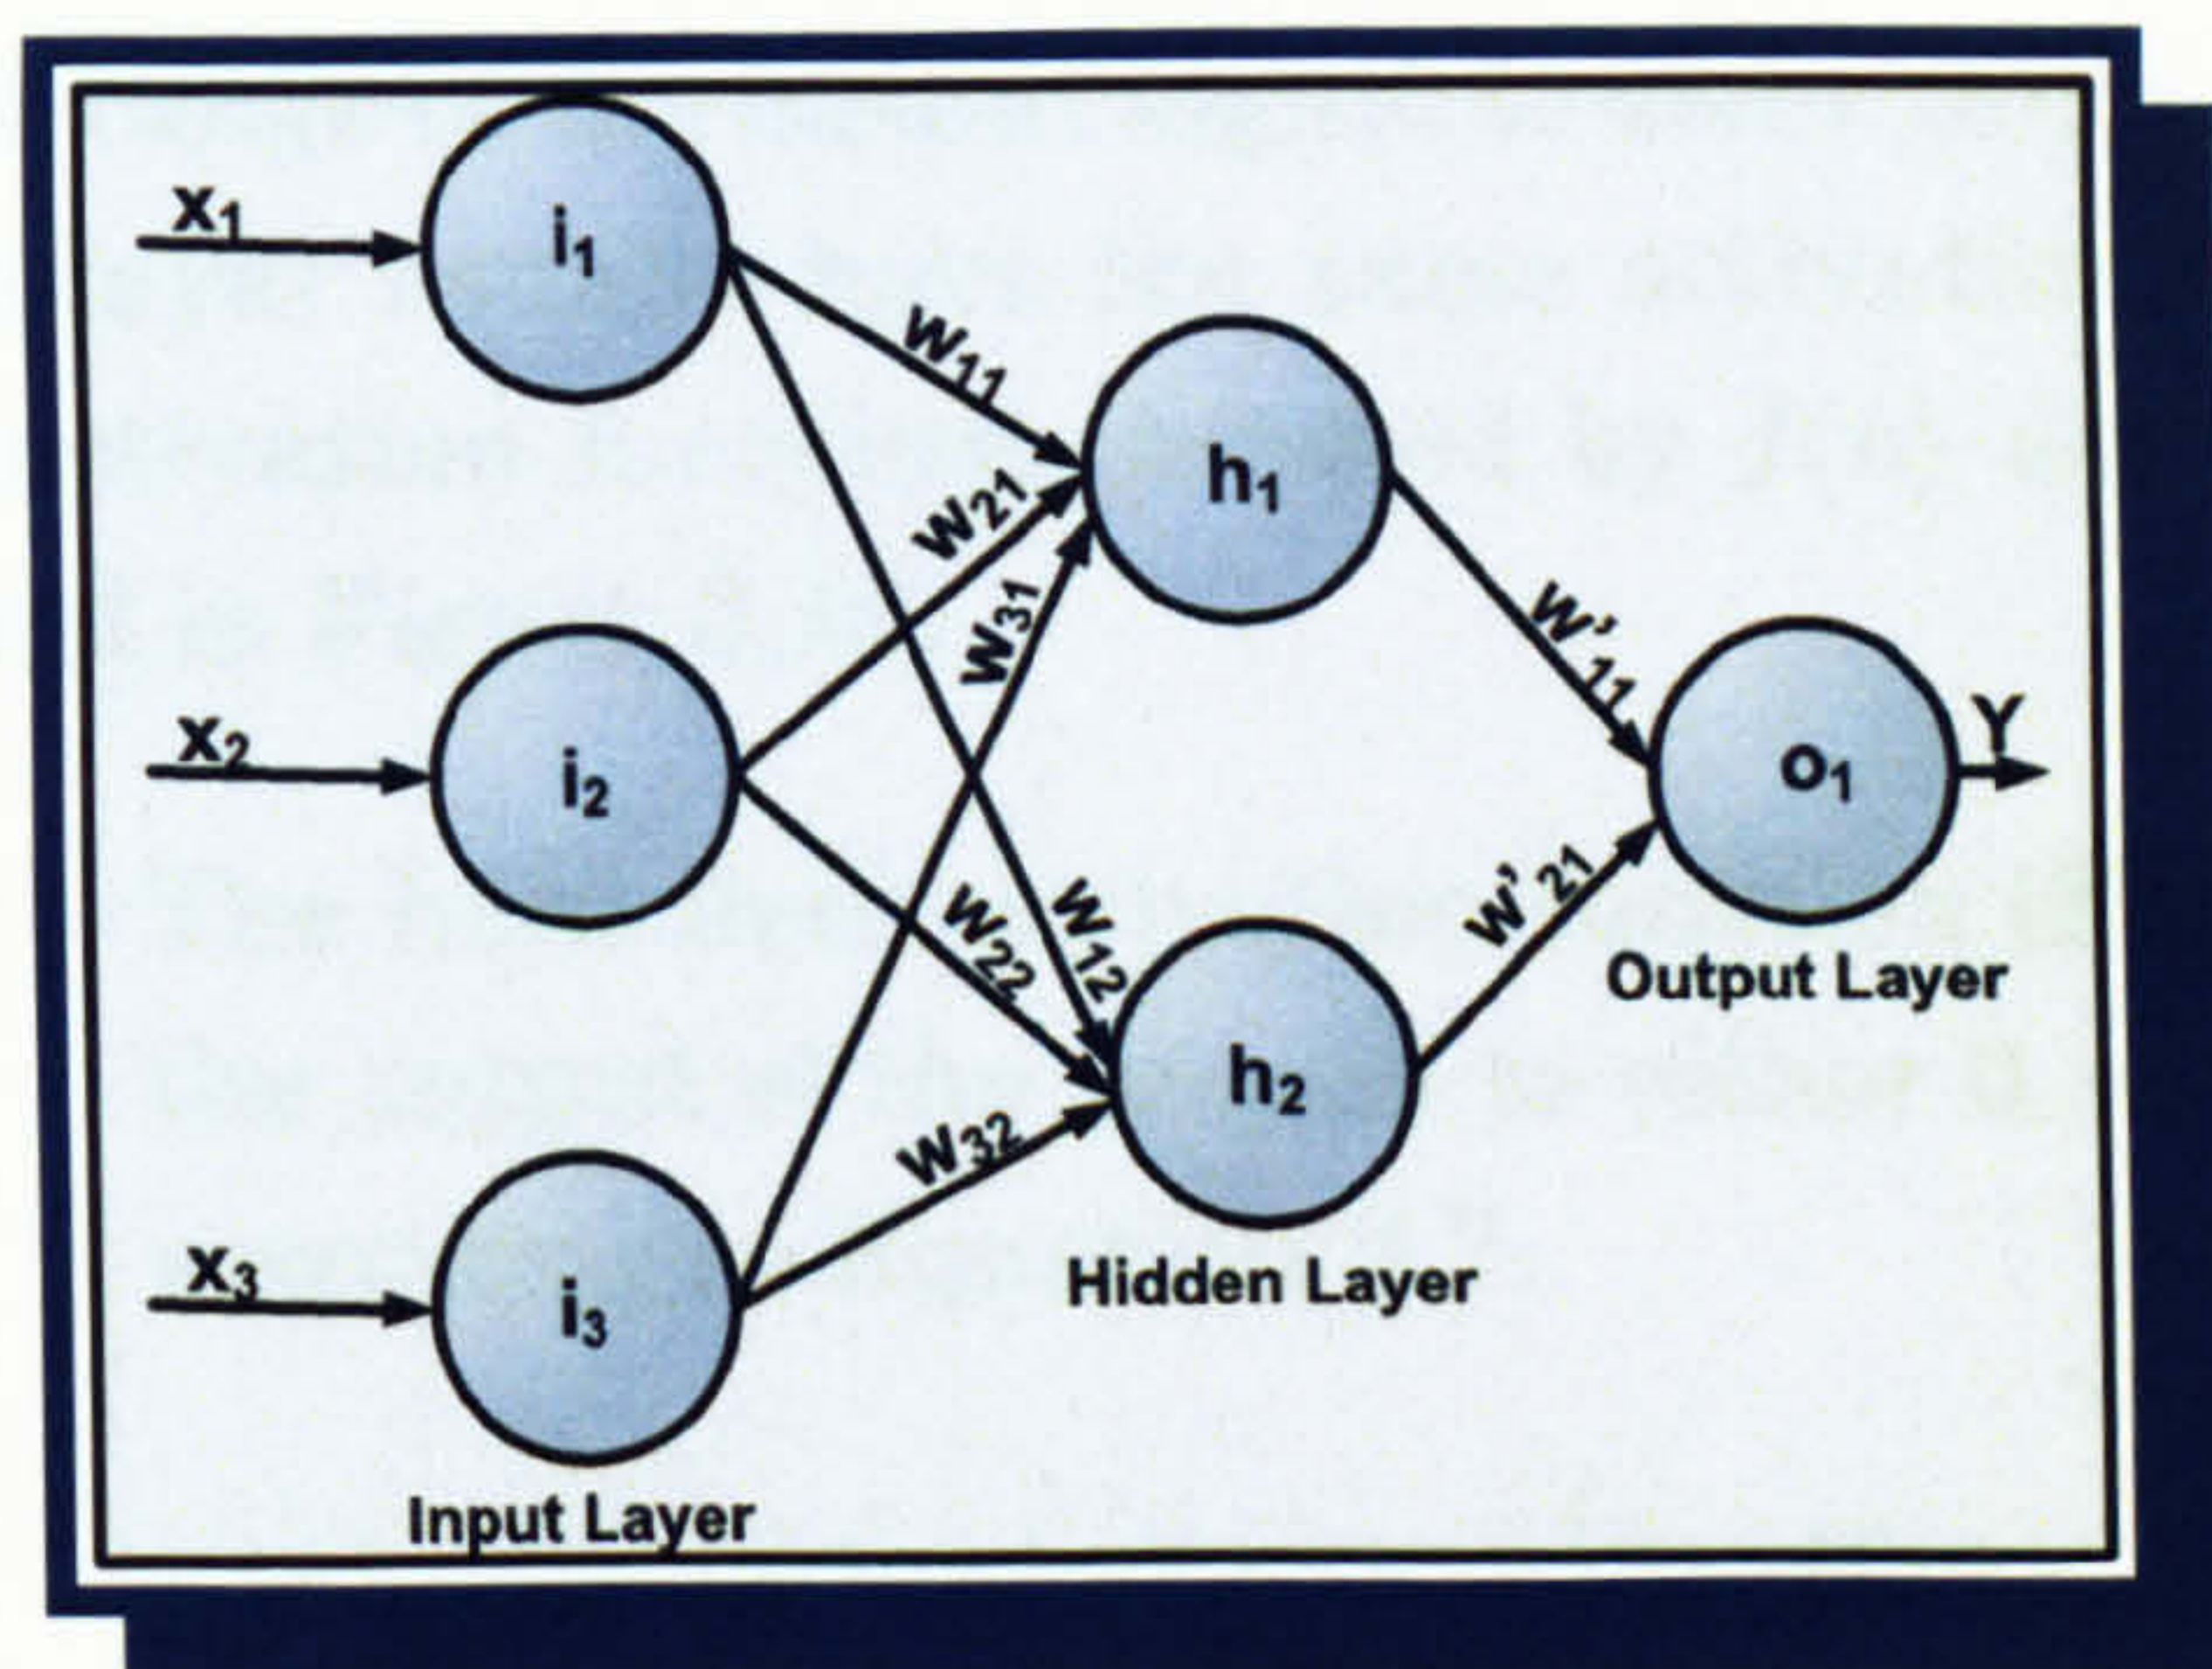 x1
i1
w11
h1
w21
w31
w'11
x2
i2
o1
Y
w22
w12
w'21
Output Layer
h2
w32
x3
i3
Hidden Layer
Input Layer